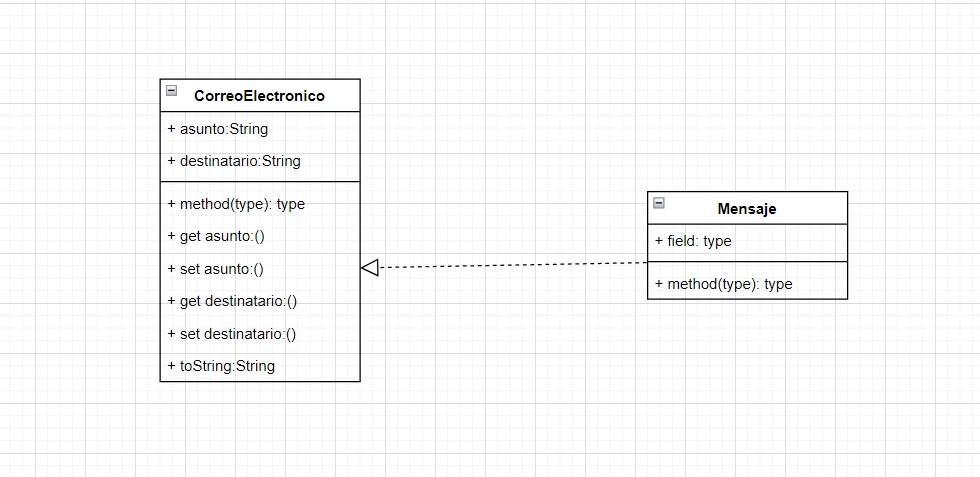 CorreoElectronico
+ asunto:String
+ destinatario:String
+ method(type): type
+ get asunto:()
+ set asunto:()
+ get destinatario:()
+ set destinatario:()
+ toString:String
Mensaje
+ field: type
+ method(type): type